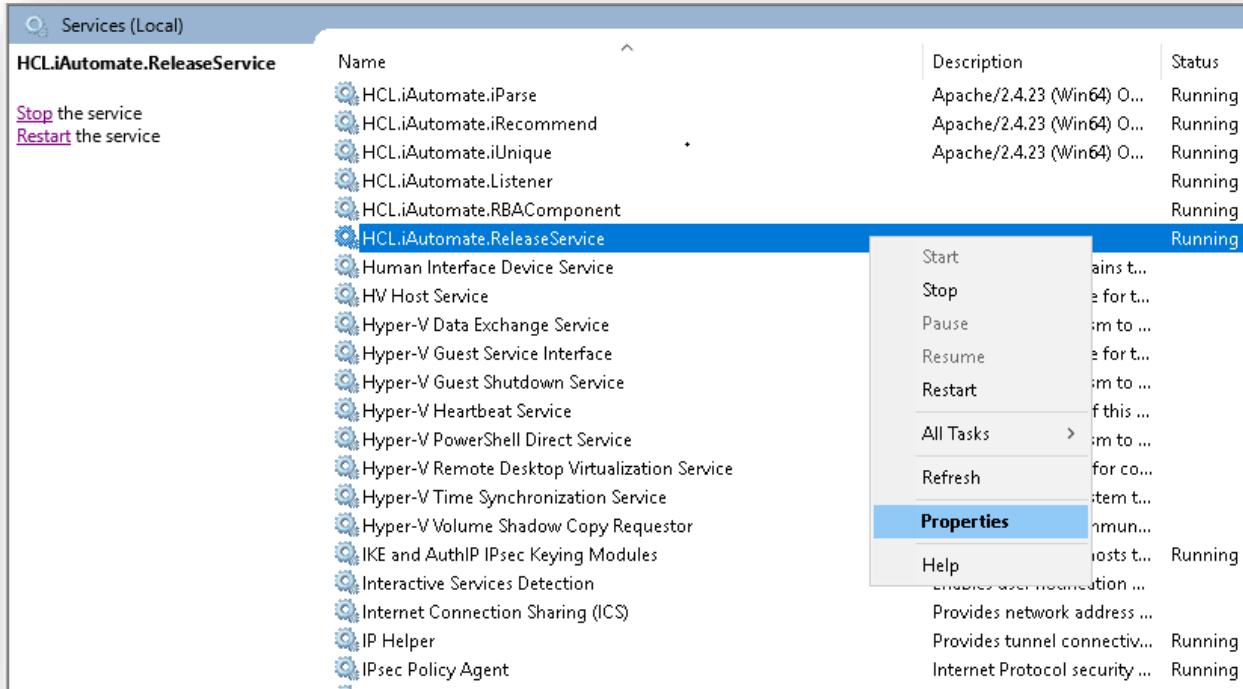 Services (Local)
HCL.iAutomate.ReleaseService
Stop the service
Restart the service
Name Description Status
HCL.iAutomate.iParse Apache/2.4.23 (Win64) O... Running
HCL.iAutomate.iRecommend Apache/2.4.23 (Win64) O... Running
HCL.iAutomate.iUnique Apache/2.4.23 (Win64) O... Running
HCL.iAutomate.Listener Running
HCL.iAutomate.RBAComponent Running
HCL.iAutomate.ReleaseService Running
Human Interface Device Service ains t...
HV Host Service e for t...
Hyper-V Data Exchange Service sm to ...
Hyper-V Guest Service Interface e for t...
Hyper-V Guest Shutdown Service sm to ...
Hyper-V Heartbeat Service f this ...
Hyper-V PowerShell Direct Service sm to ...
Hyper-V Remote Desktop Virtualization Service for co...
Hyper-V Time Synchronization Service stem t...
Hyper-V Volume Shadow Copy Requestor mun...
IKE and AuthIP IPsec Keying Modules osts t... Running
Interactive Services Detection Enables user notification ...
Internet Connection Sharing (ICS) Provides network address ...
IP Helper Provides tunnel connectiv... Running
IPsec Policy Agent Internet Protocol security ... Running
Start
Stop
Pause
Resume
Restart
All Tasks
Refresh
Properties
Help